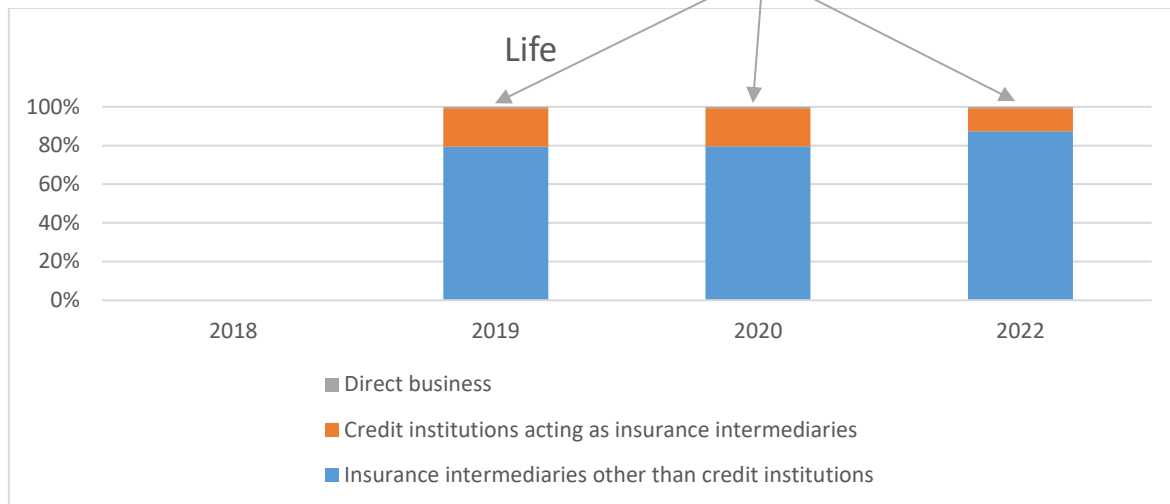 Life
100%
80%
60%
40%
20%
0%
2018 2019 2020 2022
Direct business
Credit institutions acting as insurance intermediaries
Insurance intermediaries other than credit institutions